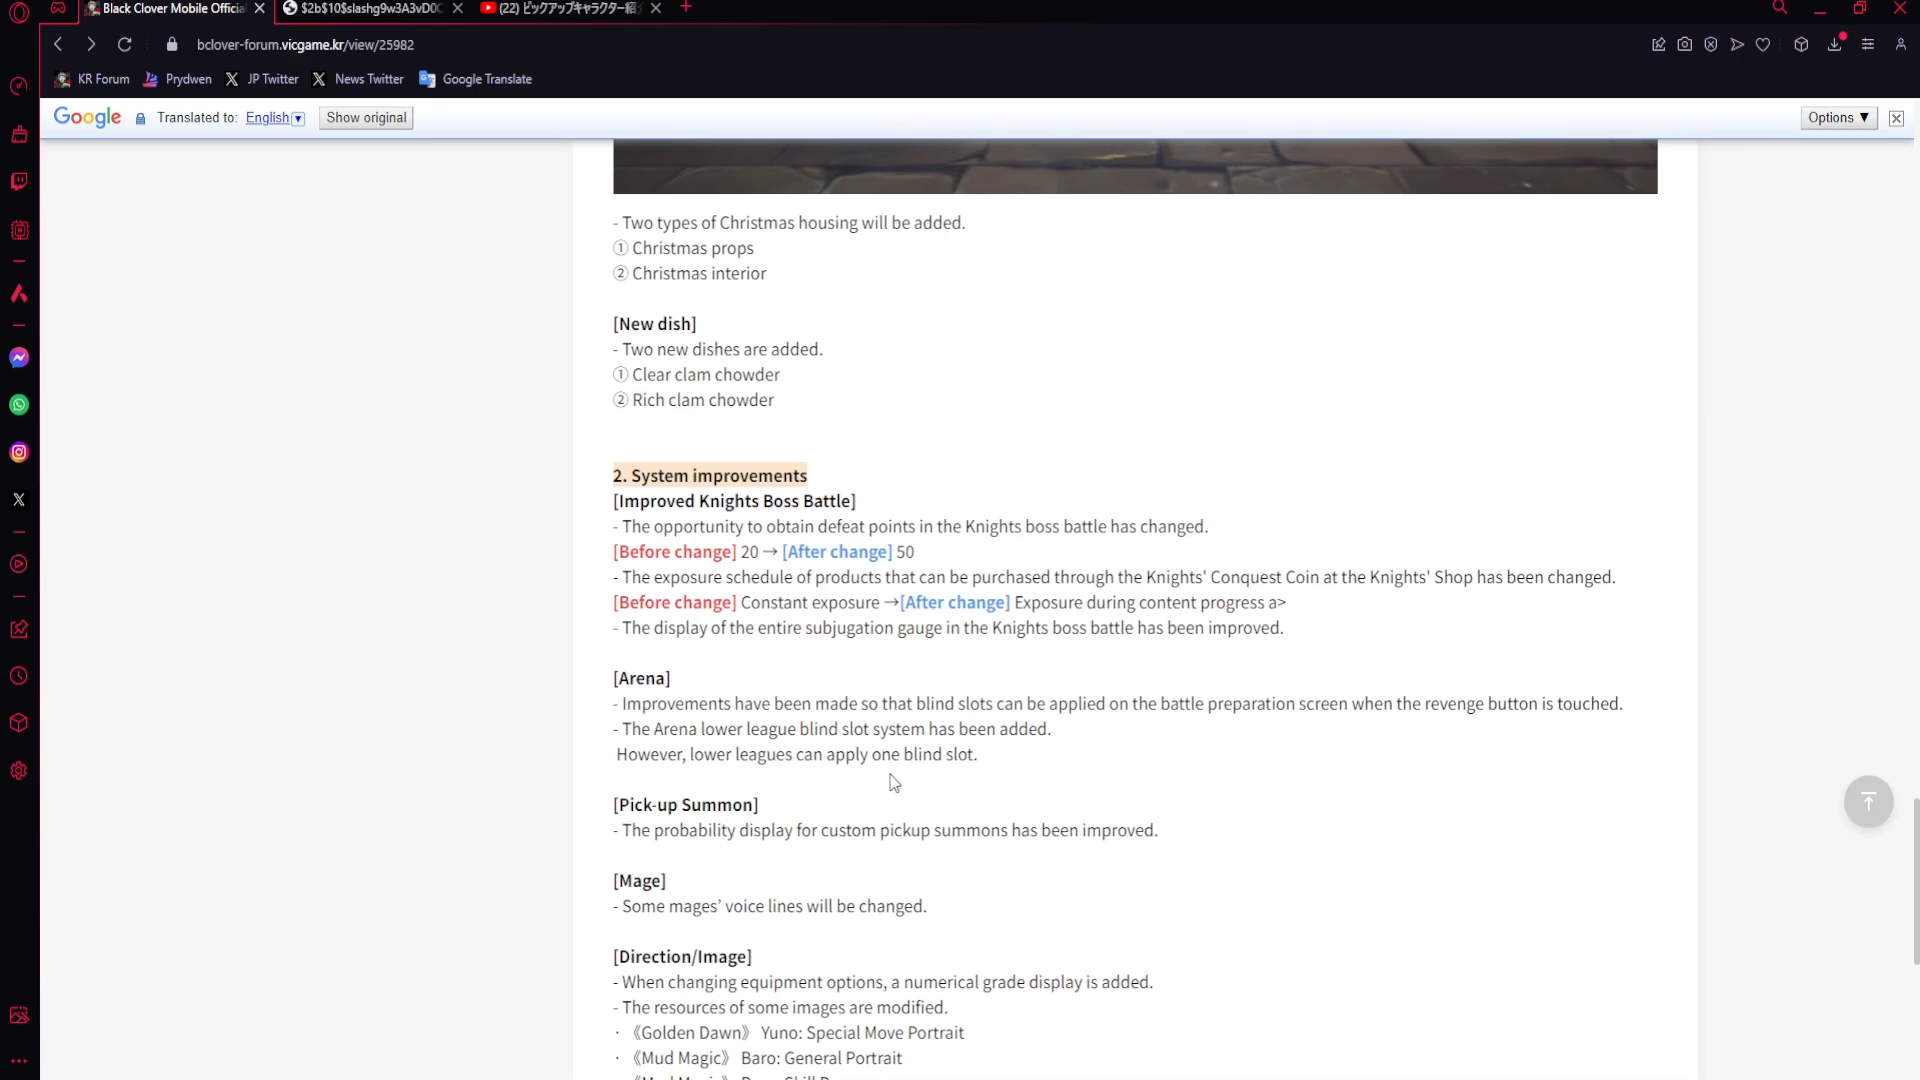 Black Clover Mobile Officia
$2b$10$slashg9w3A3vD0C
(22) ピックアップキャラクター紹
bclover-forum.vicgame.kr/view/25982
KR Forum
Prydwen
JP Twitter
News Twitter
Google Translate
Google
Translated to:
English
Show original
Options ▼
- Two types of Christmas housing will be added.
① Christmas props
② Christmas interior
[New dish]
- Two new dishes are added.
① Clear clam chowder
② Rich clam chowder
2. System improvements
[Improved Knights Boss Battle]
- The opportunity to obtain defeat points in the Knights boss battle has changed.
[Before change] 20 → [After change] 50
- The exposure schedule of products that can be purchased through the Knights' Conquest Coin at the Knights' Shop has been changed.
[Before change] Constant exposure →[After change] Exposure during content progress a>
- The display of the entire subjugation gauge in the Knights boss battle has been improved.
[Arena]
- Improvements have been made so that blind slots can be applied on the battle preparation screen when the revenge button is touched.
- The Arena lower league blind slot system has been added.
However, lower leagues can apply one blind slot.
[Pick-up Summon]
- The probability display for custom pickup summons has been improved.
[Mage]
- Some mages’ voice lines will be changed.
[Direction/Image]
- When changing equipment options, a numerical grade display is added.
- The resources of some images are modified.
· 《Golden Dawn》 Yuno: Special Move Portrait
· 《Mud Magic》 Baro: General Portrait